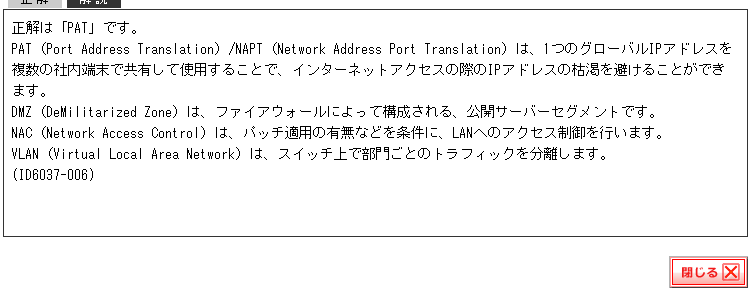 正解 解説
正解は「PAT」です。
PAT (Port Address Translation) /NAPT (Network Address Port Translation) は、1つのグローバルIPアドレスを
複数の社内端末で共有して使用することで、インターネットアクセスの際のIPアドレスの枯渇を避けることができ
ます。
DMZ (DeMilitarized Zone) は、ファイアウォールによって構成される、公開サーバーセグメントです。
NAC (Network Access Control) は、パッチ適用の有無などを条件に、LANへのアクセス制御を行います。
VLAN (Virtual Local Area Network) は、スイッチ上で部門ごとのトラフィックを分離します。
(ID6037-006)
閉じる